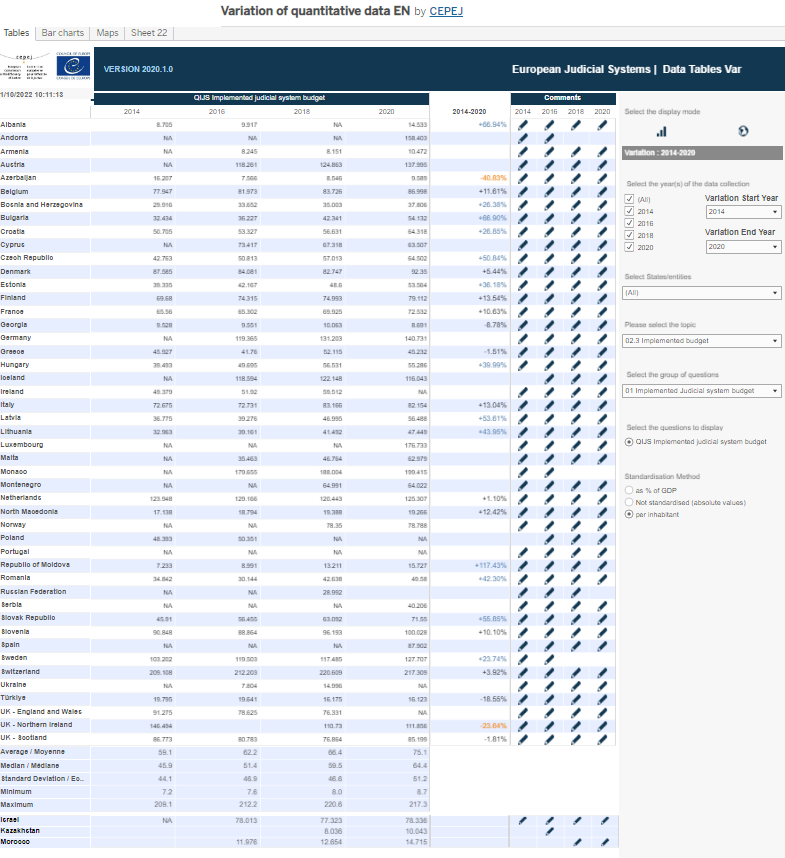 Variation of quantitative data EN by CEPEJ
Tables Bar charts Maps Sheet 22
cepej
VERSION 2020.1.0
European Judicial Systems | Data Tables Var
1/10/2022 10:11:13
QIJS Implemented judicial system budget Comments
2014 2016 2018 2020 2014-2020 2014 2016 2018 2020
Albania 8.705 9.917 NA 14.533 +66.94%
Andorra NA NA NA 158.403
Armenia NA 8.245 8.151 10.472
Austria NA 118.261 124.863 137.995
Azerbaijan 16.207 7.566 8.546 9.589 -40.83%
Belgium 77.947 81.973 83.726 86.998 +11.61%
Bosnia and Herzegovina 29.916 33.652 35.003 37.806 +26.38%
Bulgaria 32.434 36.227 42.341 54.132 +66.90%
Croatia 50.705 53.327 56.631 64.318 +26.85%
Cyprus NA 73.417 67.318 63.507
Czech Republic 42.763 50.813 57.013 64.502 +50.84%
Denmark 87.585 84.081 82.747 92.35 +5.44%
Estonia 39.335 42.167 48.6 53.564 +36.18%
Finland 69.68 74.315 74.993 79.112 +13.54%
France 65.56 65.302 69.925 72.532 +10.63%
Georgia 9.528 9.551 10.063 8.691 -8.78%
Germany NA 119.365 131.203 140.731
Greece 45.927 41.76 52.115 45.232 -1.51%
Hungary 39.493 49.695 56.531 55.286 +39.99%
Iceland NA 118.594 122.148 116.043
Ireland 49.379 51.92 59.512 NA
Italy 72.675 72.731 83.166 82.154 +13.04%
Latvia 36.775 39.276 46.995 56.488 +53.61%
Lithuania 32.963 39.161 41.492 47.449 +43.95%
Luxembourg NA NA NA 176.733
Malta NA 35.463 46.764 62.979
Monaco NA 179.655 188.004 199.415
Montenegro NA NA 64.991 64.022
Netherlands 123.948 129.166 120.443 125.307 +1.10%
North Macedonia 17.138 18.794 19.388 19.266 +12.42%
Norway NA NA 78.35 78.788
Poland 48.393 50.351 NA NA
Portugal NA NA NA NA
Republic of Moldova 7.233 8.991 13.211 15.727 +117.43%
Romania 34.842 30.144 42.638 49.58 +42.30%
Russian Federation NA NA 28.992
Serbia NA NA NA 40.206
Slovak Republic 45.91 56.455 63.092 71.55 +55.85%
Slovenia 90.848 88.864 96.193 100.028 +10.10%
Spain NA NA NA 87.902
Sweden 103.202 119.503 117.485 127.707 +23.74%
Switzerland 209.108 212.203 220.609 217.309 +3.92%
Ukraine NA 7.804 14.996 NA
Türkiye 19.795 19.641 16.175 16.123 -18.55%
UK - England and Wales 91.275 78.625 76.331 NA
UK - Northern Ireland 146.494 110.73 111.856 -23.64%
UK - Scotland 86.773 80.783 76.864 85.199 -1.81%
Average / Moyenne 59.1 62.2 66.4 75.1
Median / Médiane 45.9 51.4 59.5 64.4
Standard Deviation / Ec.. 44.1 46.9 46.6 51.2
Minimum 7.2 7.6 8.0 8.7
Maximum 209.1 212.2 220.6 217.3
Israel NA 78.013 77.323 78.336
Kazakhstan 8.036 10.043
Morocco 11.976 12.654 14.715
Select the display mode
Variation : 2014-2020
Select the year(s) of the data collection
(All)
2014
2016
2018
2020
Variation Start Year
2014
Variation End Year
2020
Select States/entities
(All)
Please select the topic
02.3 Implemented budget
Select the group of questions
01 Implemented Judicial system budget
Select the questions to display
QIJS Implemented judicial system budget
Standardisation Method
as % of GDP
Not standardised (absolute values)
per inhabitant